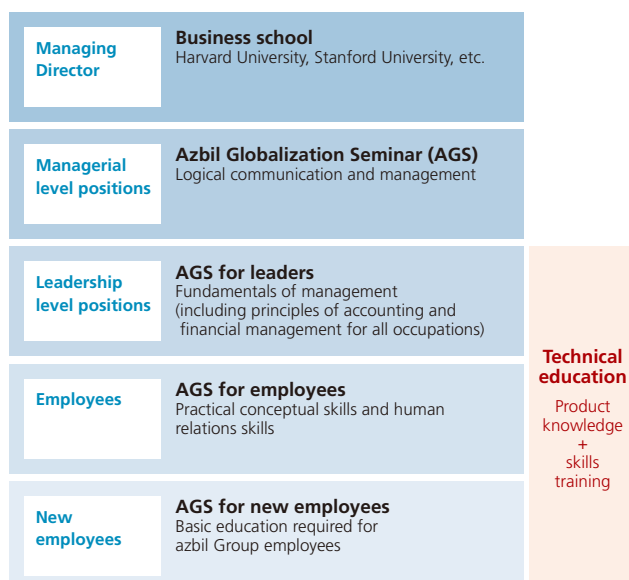 Managing
Director
Business school
Harvard University, Stanford University, etc.
Managerial
level positions
Azbil Globalization Seminar (AGS)
Logical communication and management
Leadership
level positions
AGS for leaders
Fundamentals of management
(including principles of accounting and
financial management for all occupations)
Employees
AGS for employees
Practical conceptual skills and human
relations skills
New
employees
AGS for new employees
Basic education required for
azbil Group employees
Technical
education
Product
knowledge
+
skills
training